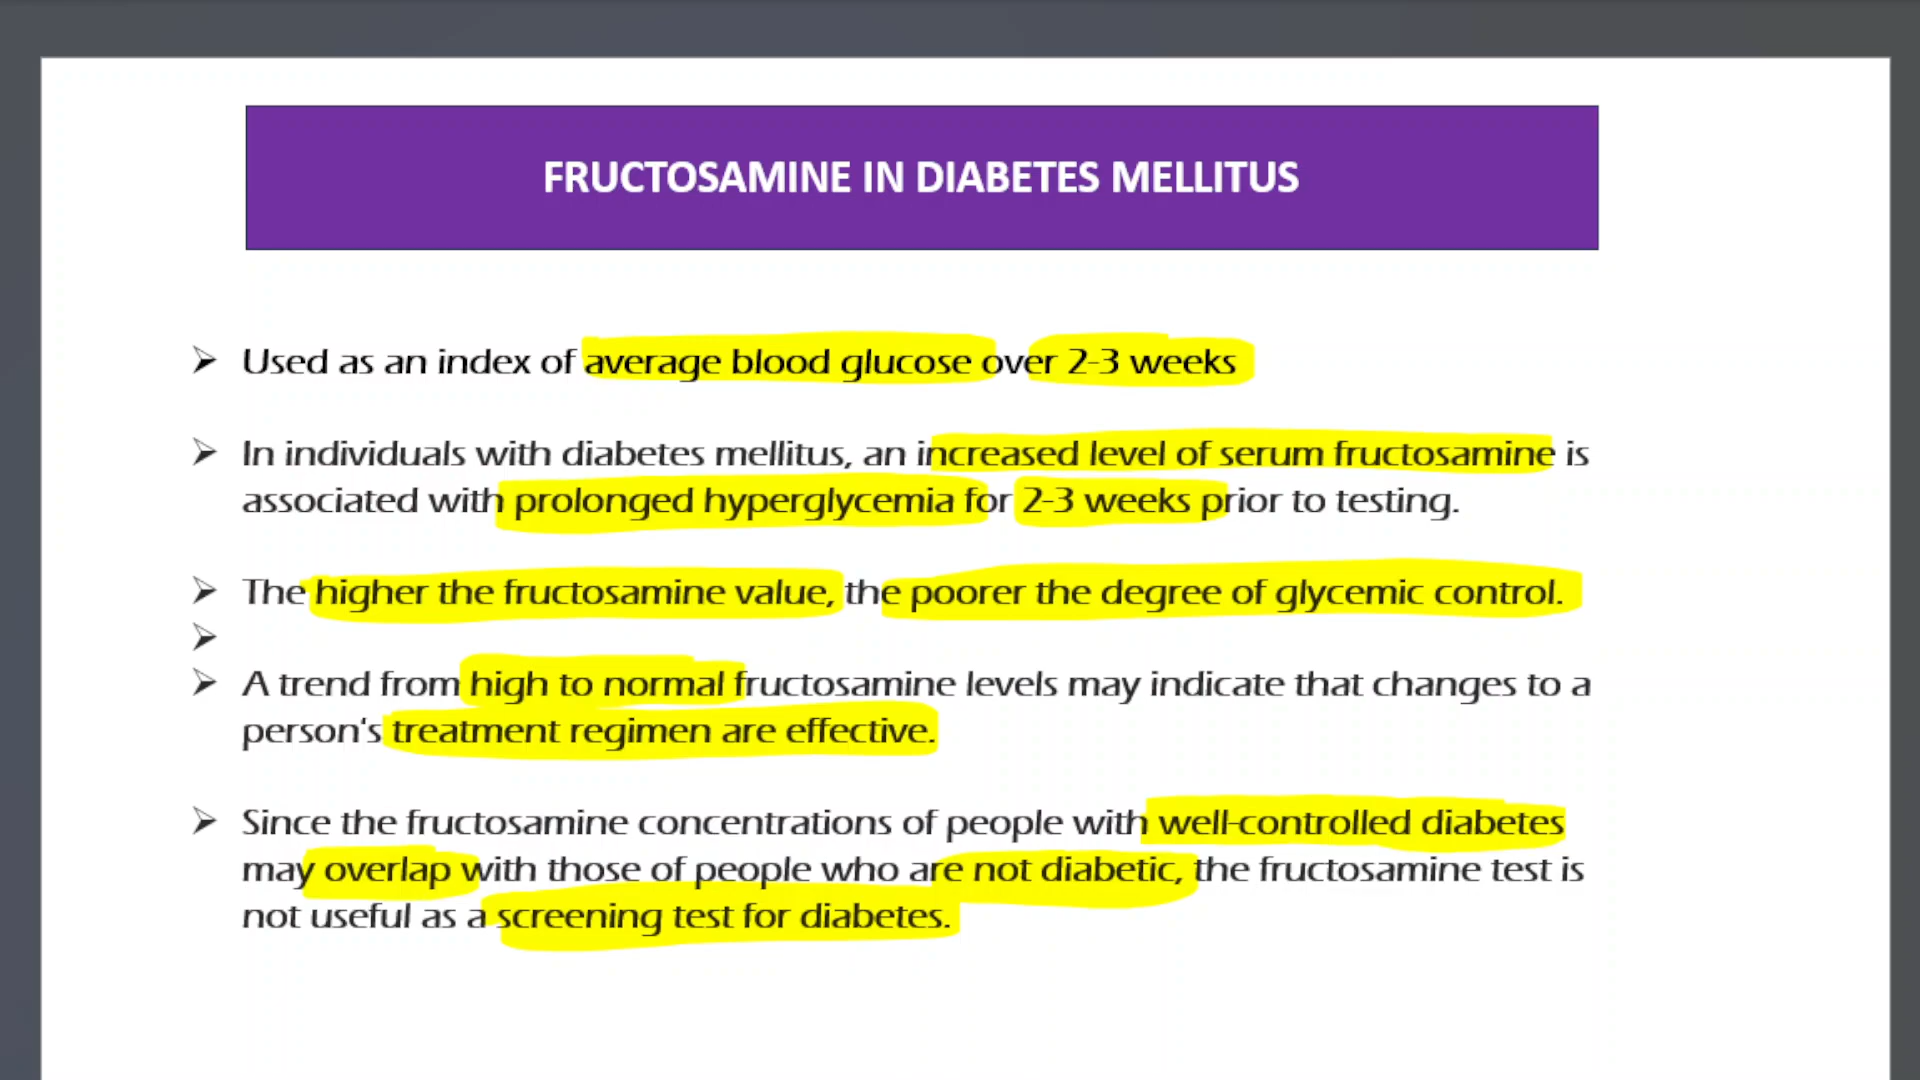 FRUCTOSAMINE IN DIABETES MELLITUS
➢ Used as an index of average blood glucose over 2-3 weeks
➢ In individuals with diabetes mellitus, an increased level of serum fructosamine is
associated with prolonged hyperglycemia for 2-3 weeks prior to testing.
➢ The higher the fructosamine value, the poorer the degree of glycemic control.
➢
➢ A trend from high to normal fructosamine levels may indicate that changes to a
person's treatment regimen are effective.
➢ Since the fructosamine concentrations of people with well-controlled diabetes
may overlap with those of people who are not diabetic, the fructosamine test is
not useful as a screening test for diabetes.